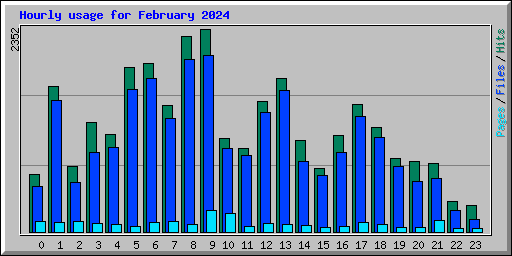 Hourly usage for February 2024
2352
Pages / Files / Hits
0 1 2 3 4 5 6 7 8 9 10 11 12 13 14 15 16 17 18 19 20 21 22 23